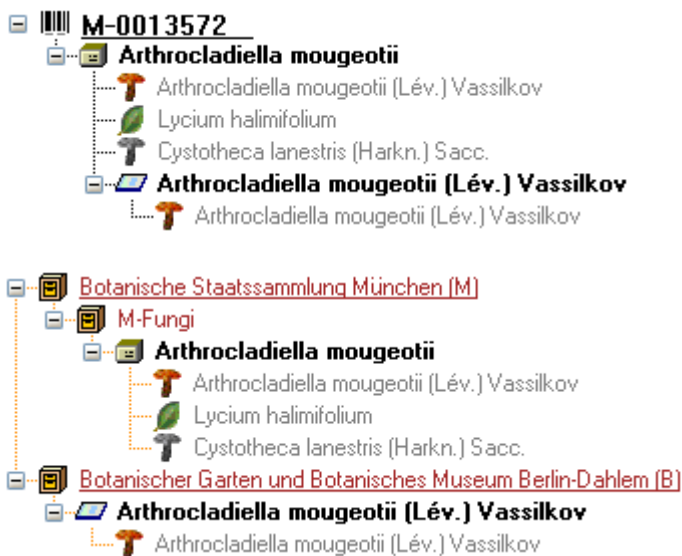 M-0013572
Arthrocladiella mougeotii
Arthrocladiella mougeotii (Lév.) Vassilkov
Lycium halimifolium
Cystotheca lanestris (Harkn.) Sacc.
Arthrocladiella mougeotii (Lév.) Vassilkov
Arthrocladiella mougeotii (Lév.) Vassilkov
Botanische Staatssammlung München (M)
M-Fungi
Arthrocladiella mougeotii
Arthrocladiella mougeotii (Lév.) Vassilkov
Lycium halimifolium
Cystotheca lanestris (Harkn.) Sacc.
Botanischer Garten und Botanisches Museum Berlin-Dahlem (B)
Arthrocladiella mougeotii (Lév.) Vassilkov
Arthrocladiella mougeotii (Lév.) Vassilkov